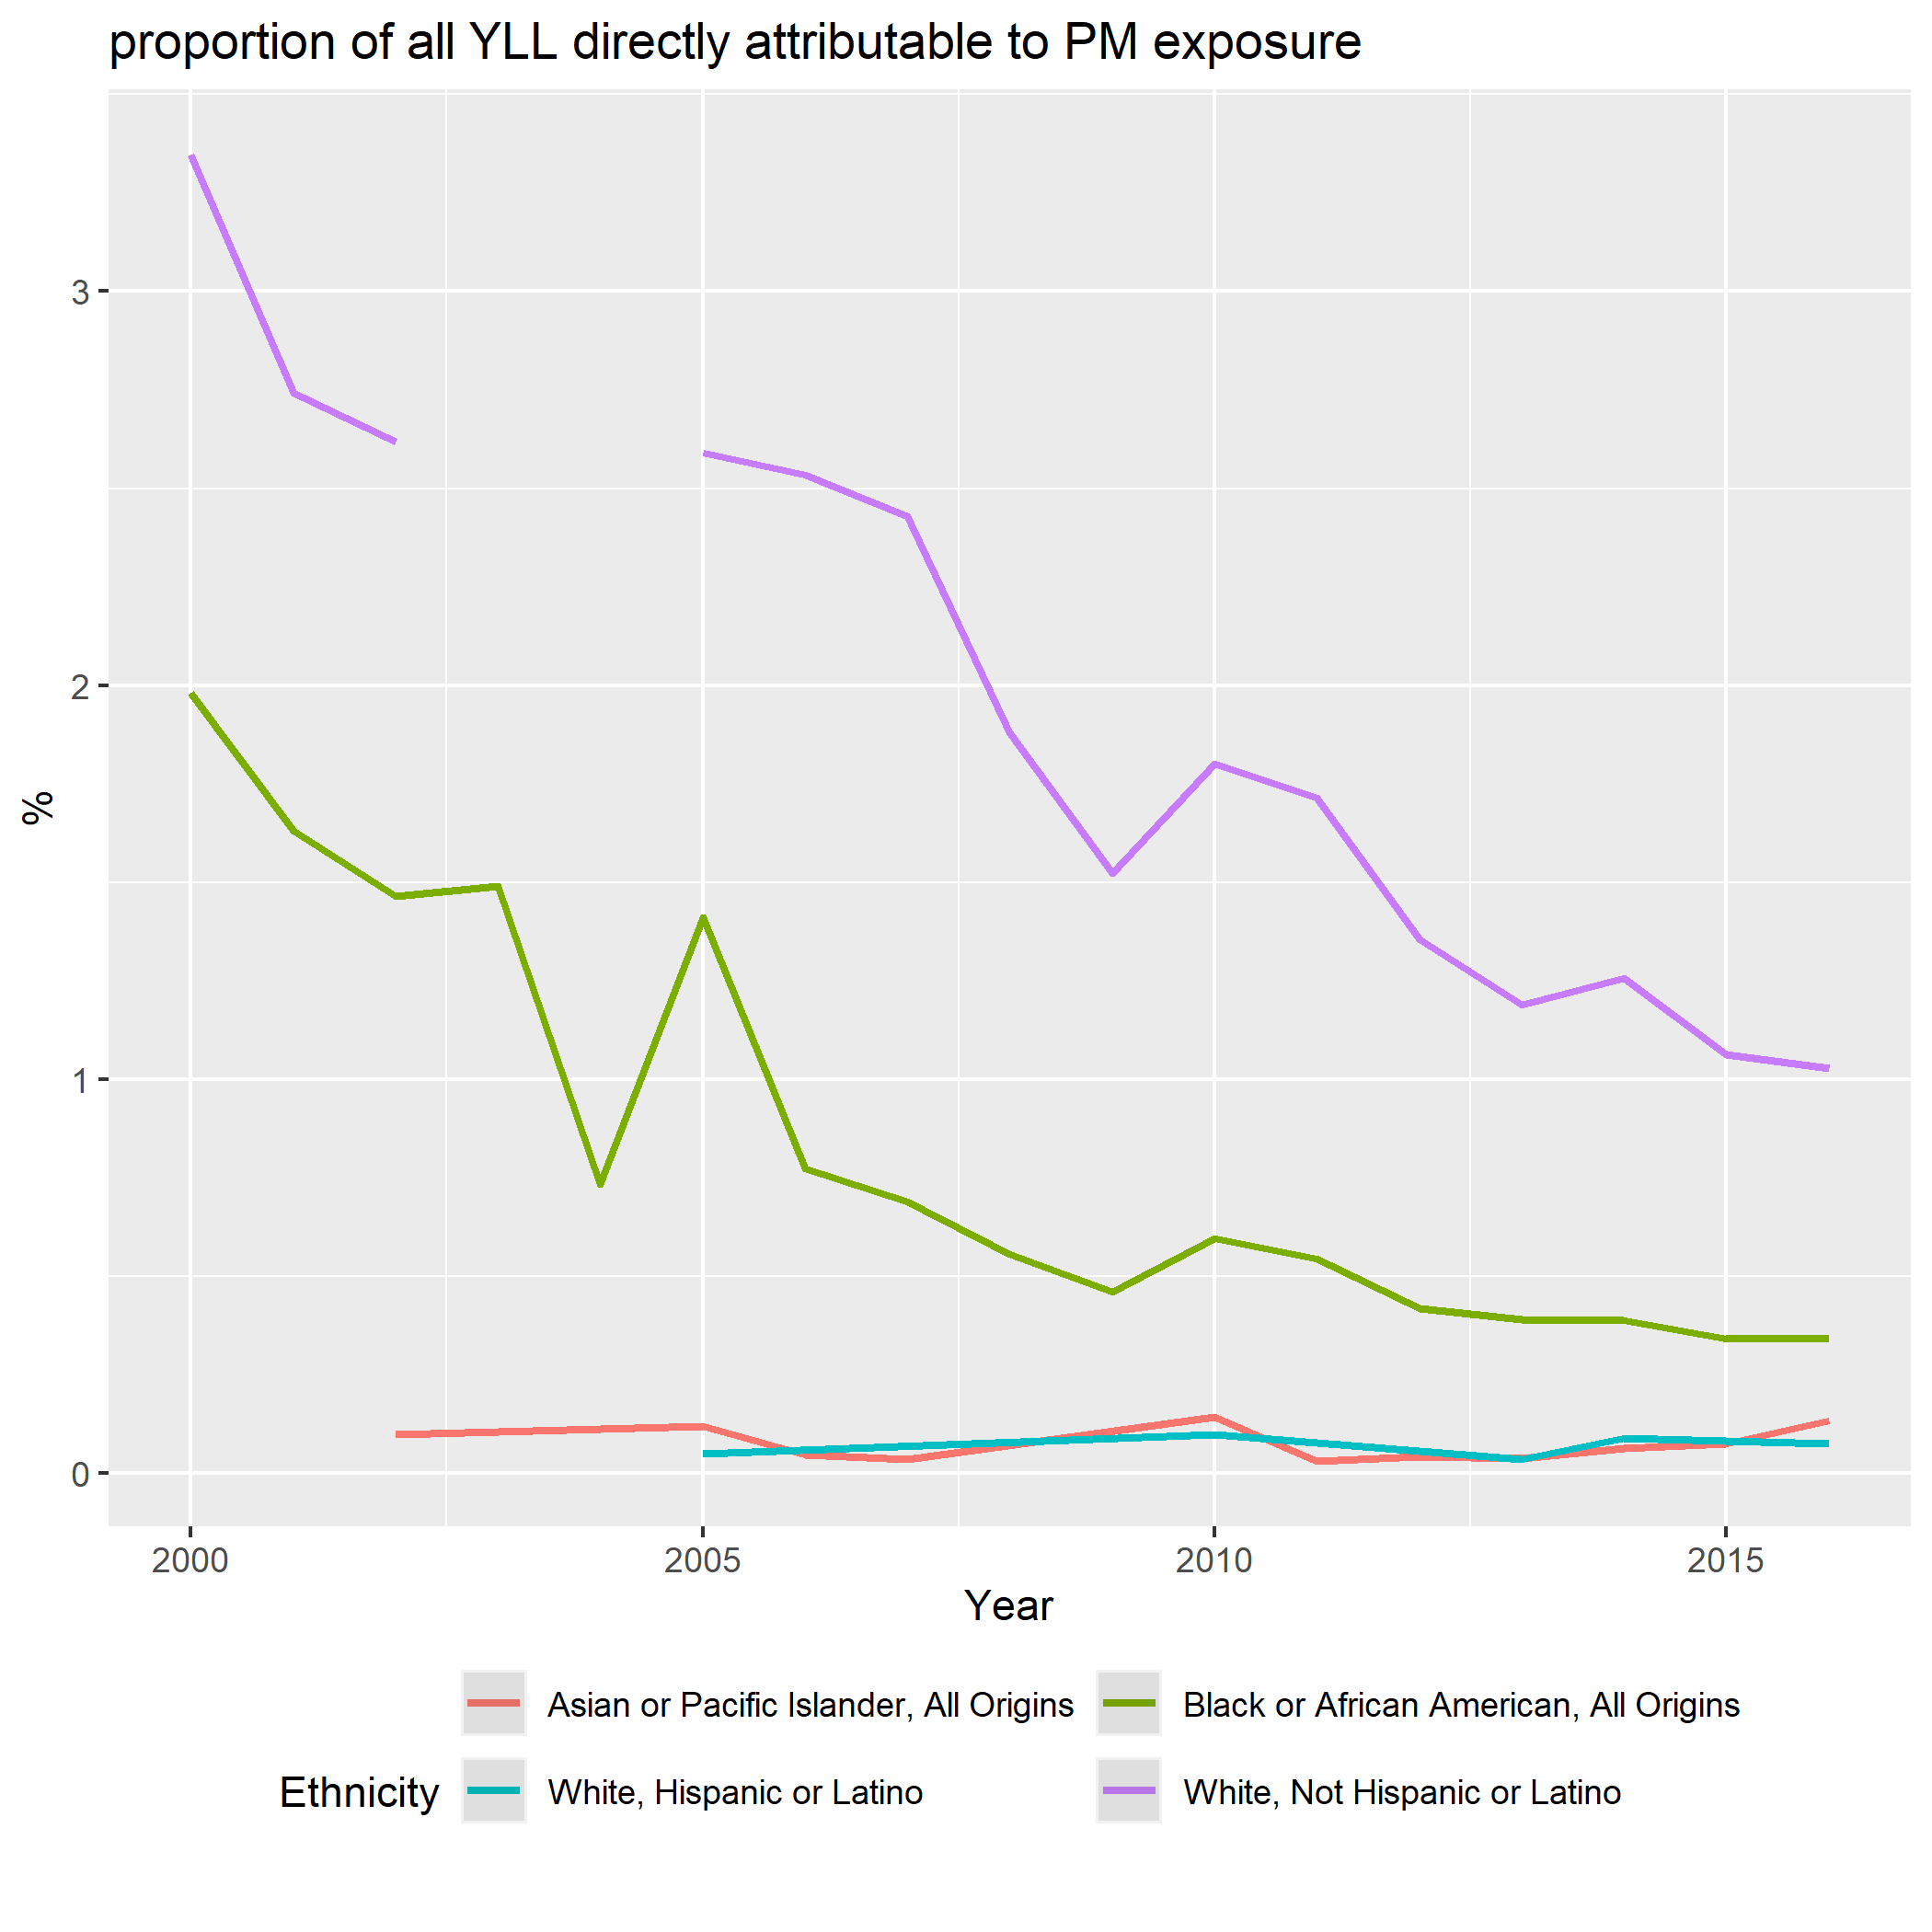 proportion of all YLL directly attributable to PM exposure
3
2
%
1
0
2000 2005 2010 2015
Year
Asian or Pacific Islander, All Origins Black or African American, All Origins
Ethnicity White, Hispanic or Latino White, Not Hispanic or Latino